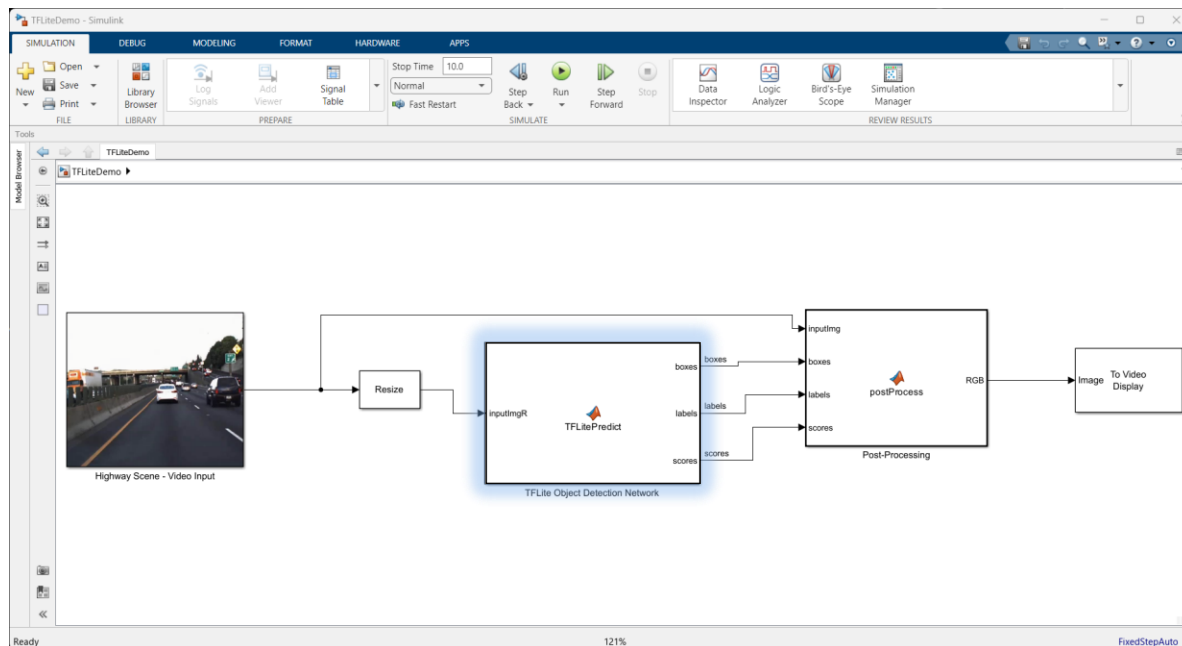 TFLiteDemo - Simulink
SIMULATION DEBUG MODELING FORMAT HARDWARE APPS
New
Open
Save
Print
FILE
Library Browser
LIBRARY
Log Signals
Add Viewer
Signal Table
PREPARE
Stop Time 10.0
Normal
Fast Restart
Step Back
Run
Step Forward
Stop
SIMULATE
Data Inspector
Logic Analyzer
Bird's-Eye Scope
Simulation Manager
REVIEW RESULTS
Tools
Model Browser
TFLiteDemo
TFLiteDemo
Highway Scene - Video Input
Resize
inputImgR
TFLitePredict
boxes
labels
scores
TFLite Object Detection Network
boxes
labels
scores
inputImg
boxes
labels
scores
postProcess
RGB
Post-Processing
Image
To Video
Display
Ready
121%
FixedStepAuto